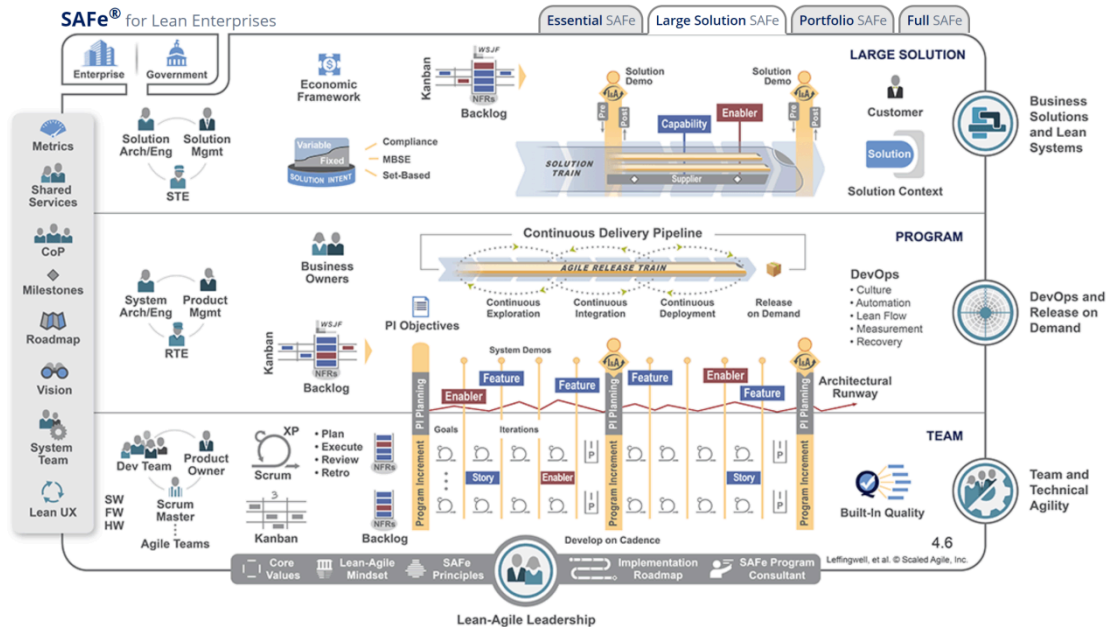 SAFe® for Lean Enterprises
Essential SAFe
Large Solution SAFe
Portfolio SAFe
Full SAFe
Enterprise
Government
Metrics
Shared
Services
CoP
Milestones
Roadmap
Vision
System
Team
Lean UX
LARGE SOLUTION
Solution
Arch/Eng
Solution
Mgmt
STE
Economic
Framework
Variable
Fixed
SOLUTION INTENT
Compliance
MBSE
Set-Based
Kanban
WSJF
NFRs
Backlog
Solution
Demo
I&A
Pre
Post
Capability
Enabler
SOLUTION
TRAIN
Supplier
Solution
Demo
I&A
Pre
Post
Customer
Solution
Solution Context
Business
Solutions
and Lean
Systems
PROGRAM
System
Arch/Eng
Product
Mgmt
RTE
Business
Owners
Continuous Delivery Pipeline
AGILE RELEASE TRAIN
Continuous
Exploration
Continuous
Integration
Continuous
Deployment
Release
on Demand
DevOps
• Culture
• Automation
• Lean Flow
• Measurement
• Recovery
DevOps and
Release on
Demand
PI Objectives
Kanban
WSJF
NFRs
Backlog
System Demos
PI Planning
Enabler
Feature
Feature
I&A
PI Planning
Feature
Enabler
Feature
I&A
PI Planning
Architectural
Runway
TEAM
Dev Team
Product
Owner
Scrum
Master
Agile Teams
SW
FW
HW
XP
Scrum
• Plan
• Execute
• Review
• Retro
Kanban
NFRs
NFRs
Backlog
Program Increment
Goals
Iterations
Story
Enabler
I P
I P
Program Increment
Story
I P
I P
Program Increment
Develop on Cadence
Built-In Quality
Team and
Technical
Agility
4.6
Leffingwell, et al. © Scaled Agile, Inc.
Core
Values
Lean-Agile
Mindset
SAFe
Principles
Implementation
Roadmap
SAFe Program
Consultant
Lean-Agile Leadership